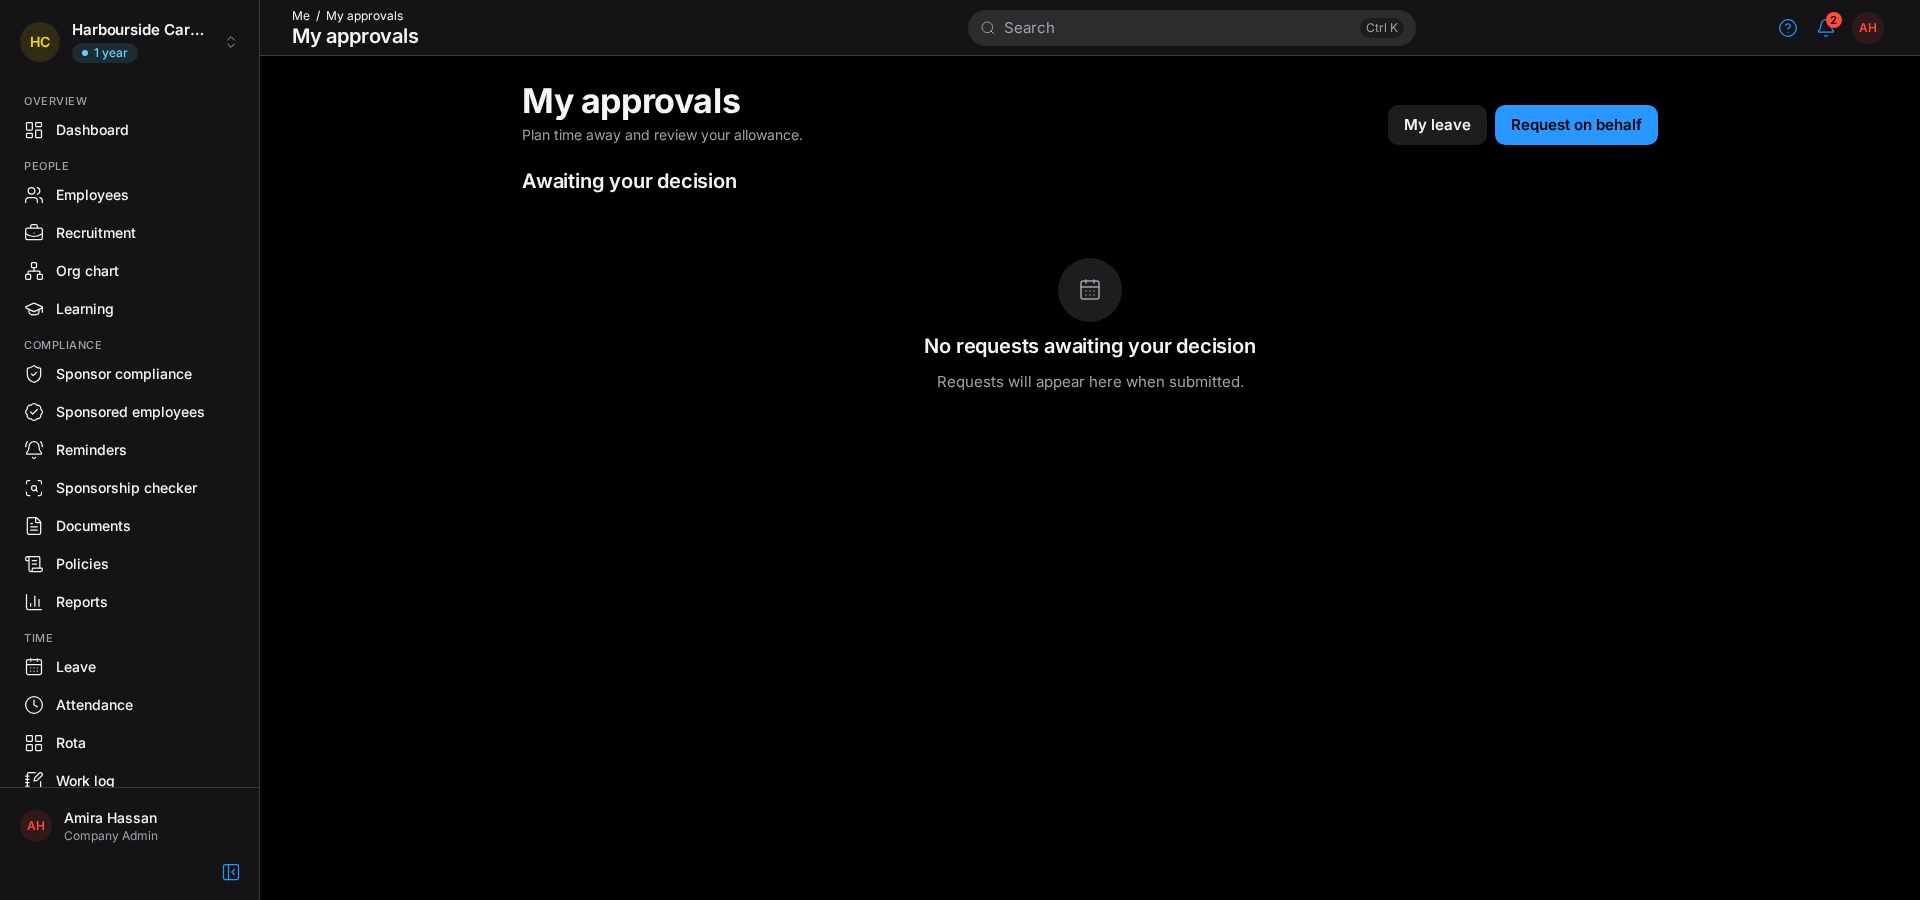 HC
Harbourside Car...
1 year
OVERVIEW
Dashboard
PEOPLE
Employees
Recruitment
Org chart
Learning
COMPLIANCE
Sponsor compliance
Sponsored employees
Reminders
Sponsorship checker
Documents
Policies
Reports
TIME
Leave
Attendance
Rota
Work log
AH
Amira Hassan
Company Admin
Me / My approvals
My approvals
Search
Ctrl K
2
AH
My approvals
Plan time away and review your allowance.
My leave
Request on behalf
Awaiting your decision
No requests awaiting your decision
Requests will appear here when submitted.